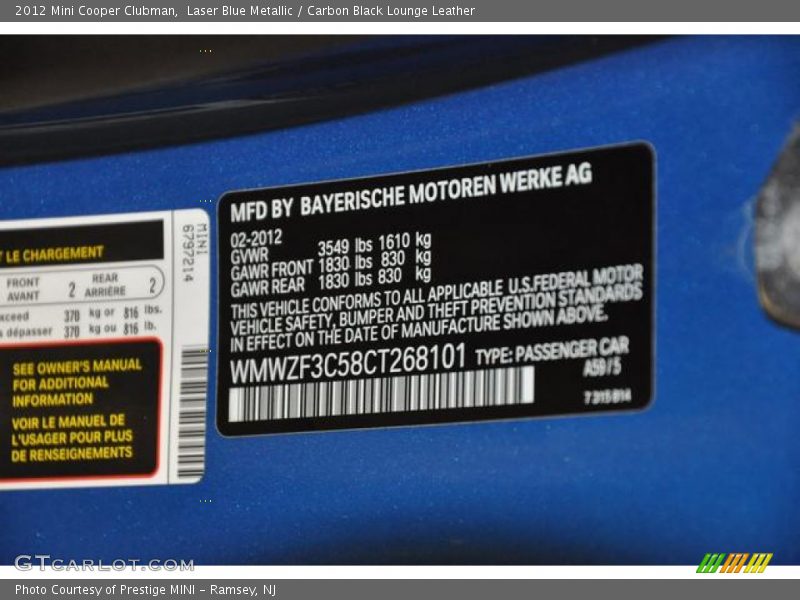 2012 Mini Cooper Clubman, Laser Blue Metallic / Carbon Black Lounge Leather
T LE CHARGEMENT
FRONT
AVANT 2 REAR
ARRIÈRE 2
xceed 370 kg or 816 lbs.
s dépasser 370 kg ou 816 lb.
SEE OWNER'S MANUAL
FOR ADDITIONAL
INFORMATION
VOIR LE MANUEL DE
L'USAGER POUR PLUS
DE RENSEIGNEMENTS
MINI
6797214
MFD BY BAYERISCHE MOTOREN WERKE AG
02-2012
GVWR 3549 lbs 1610 kg
GAWR FRONT 1830 lbs 830 kg
GAWR REAR 1830 lbs 830 kg
THIS VEHICLE CONFORMS TO ALL APPLICABLE U.S.FEDERAL MOTOR
VEHICLE SAFETY, BUMPER AND THEFT PREVENTION STANDARDS
IN EFFECT ON THE DATE OF MANUFACTURE SHOWN ABOVE.
WMWZF3C58CT268101 TYPE: PASSENGER CAR
A59/5
GTCARLOT.COM
Photo Courtesy of Prestige MINI - Ramsey, NJ